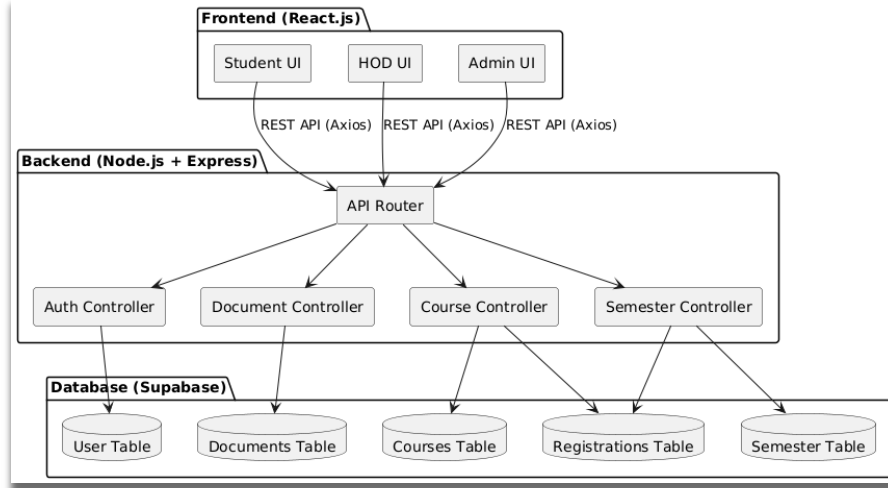 Frontend (React.js)
Student UI
HOD UI
Admin UI
REST API (Axios)
REST API (Axios)
REST API (Axios)
Backend (Node.js + Express)
API Router
Auth Controller
Document Controller
Course Controller
Semester Controller
Database (Supabase)
User Table
Documents Table
Courses Table
Registrations Table
Semester Table